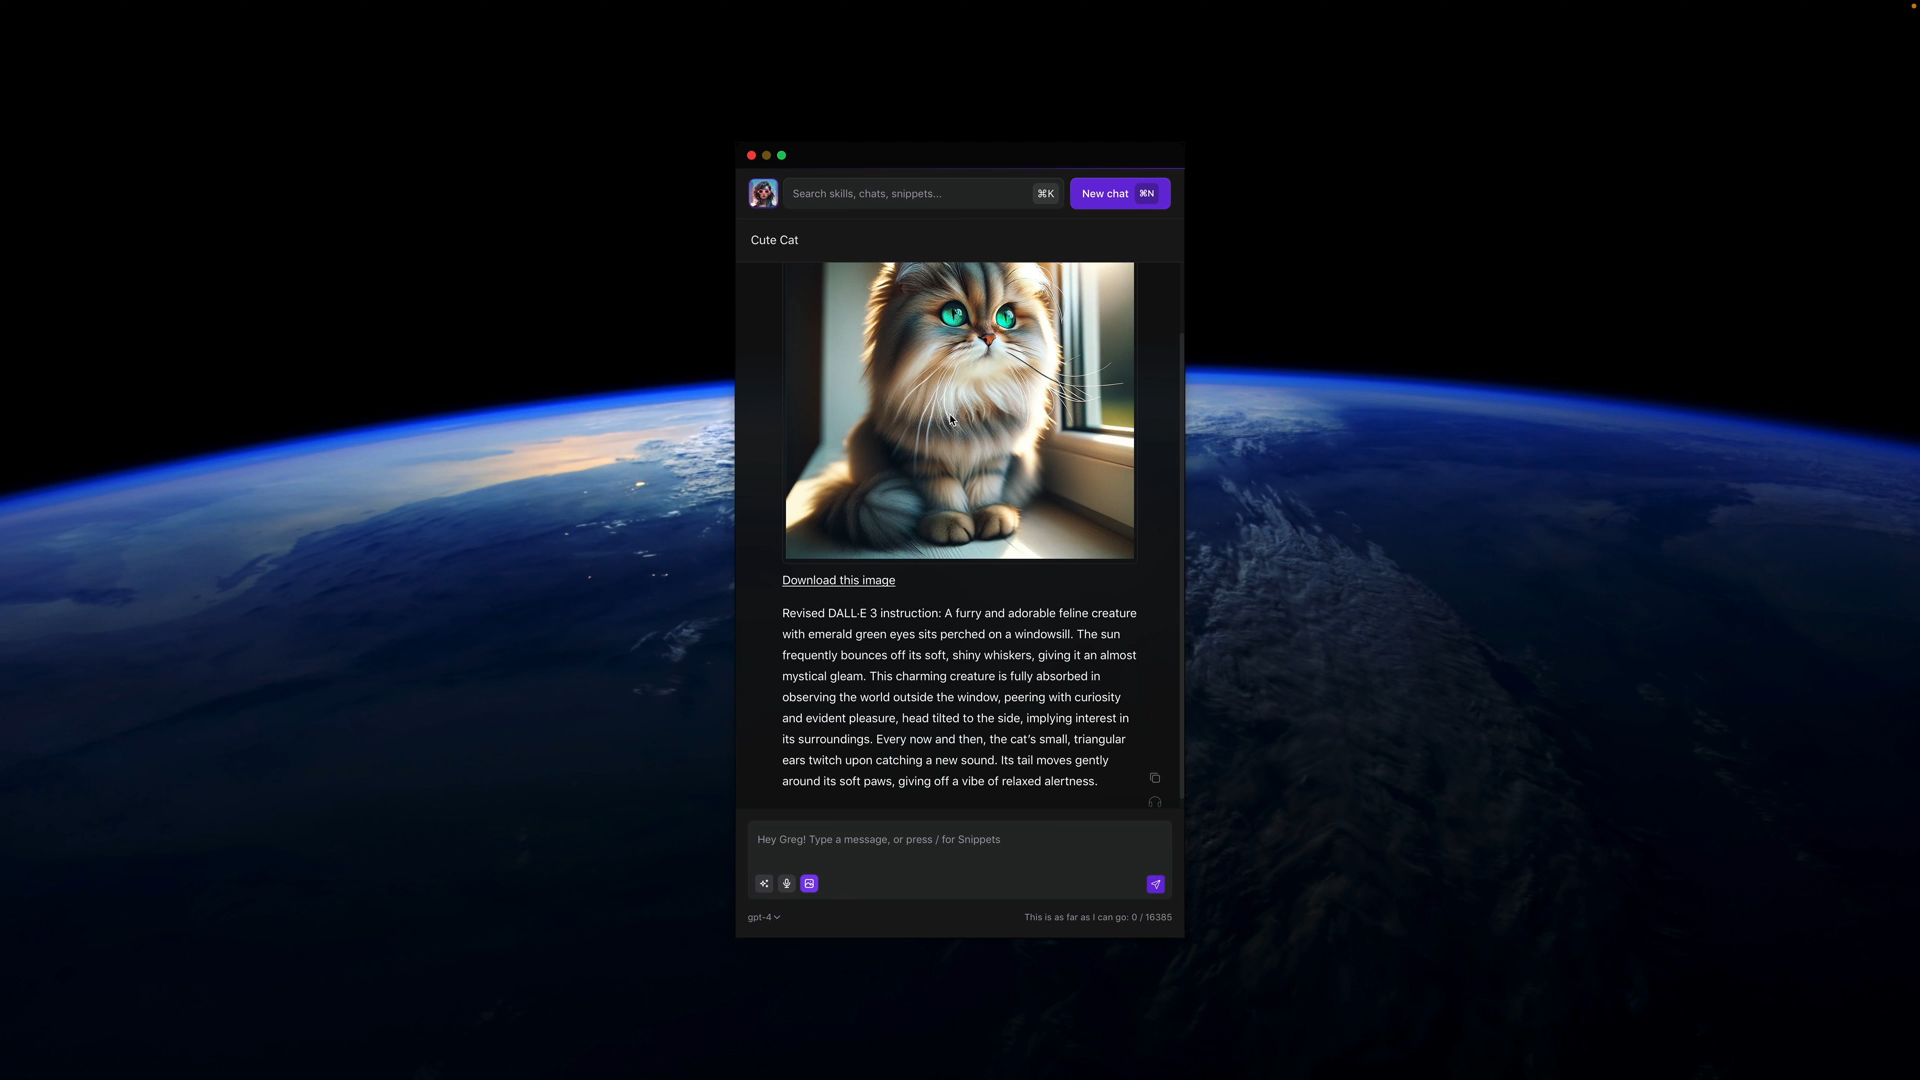 Search skills, chats, snippets... ⌘K New chat ⌘N
Cute Cat
Download this image
Revised DALL·E 3 instruction: A furry and adorable feline creature
with emerald green eyes sits perched on a windowsill. The sun
frequently bounces off its soft, shiny whiskers, giving it an almost
mystical gleam. This charming creature is fully absorbed in
observing the world outside the window, peering with curiosity
and evident pleasure, head tilted to the side, implying interest in
its surroundings. Every now and then, the cat’s small, triangular
ears twitch upon catching a new sound. Its tail moves gently
around its soft paws, giving off a vibe of relaxed alertness.
Hey Greg! Type a message, or press / for Snippets
gpt-4 This is as far as I can go: 0 / 16385